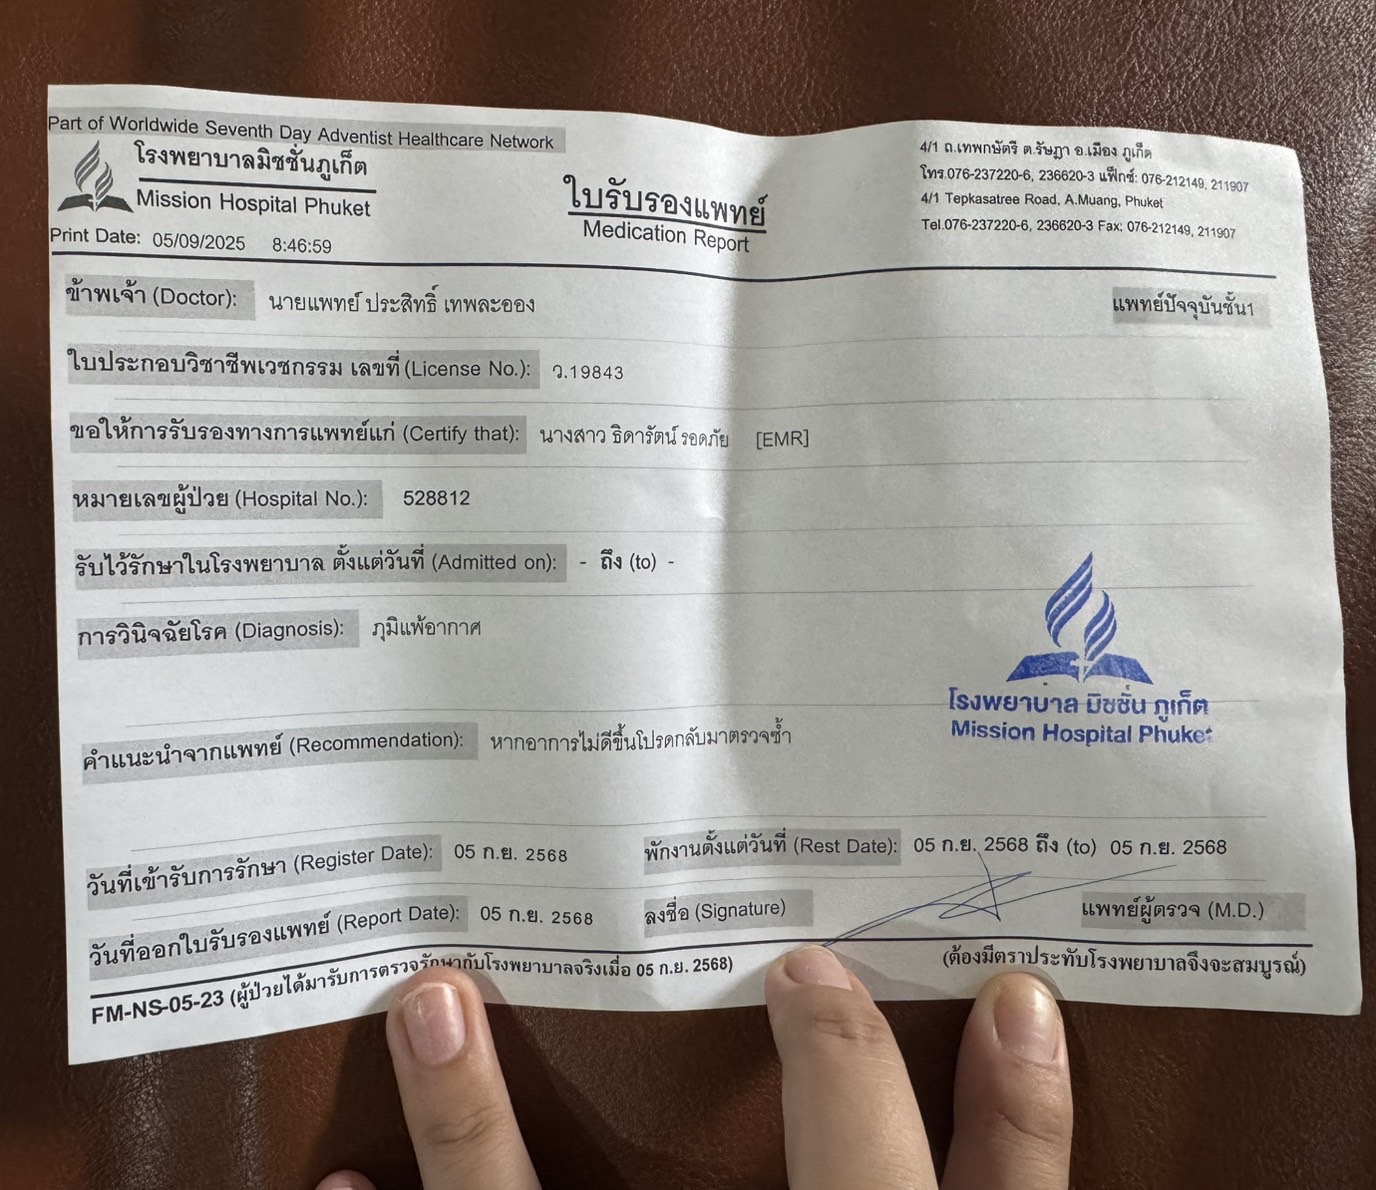 Part of Worldwide Seventh Day Adventist Healthcare Network
โรงพยาบาลมิชชั่นภูเก็ต
Mission Hospital Phuket
Print Date: 05/09/2025 8:46:59
ใบรับรองแพทย์
Medication Report
4/1 ถ.เทพกษัตรี ต.รัษฎา อ.เมือง ภูเก็ต
โทร.076-237220-6, 236620-3 แฟ็กซ์: 076-212149, 211907
4/1 Tepkasatree Road, A.Muang, Phuket
Tel.076-237220-6, 236620-3 Fax: 076-212149, 211907
ข้าพเจ้า (Doctor): นายแพทย์ ประสิทธิ์ เทพละออง แพทย์ปัจจุบันชั้น1
ใบประกอบวิชาชีพเวชกรรม เลขที่ (License No.): ว.19843
ขอให้การรับรองทางการแพทย์แก่ (Certify that): นางสาว ธิดารัตน์ รอดภัย [EMR]
หมายเลขผู้ป่วย (Hospital No.): 528812
รับไว้รักษาในโรงพยาบาล ตั้งแต่วันที่ (Admitted on): - ถึง (to) -
การวินิจฉัยโรค (Diagnosis): ภูมิแพ้อากาศ
โรงพยาบาล มิชชั่น ภูเก็ต
Mission Hospital Phuket
คำแนะนำจากแพทย์ (Recommendation): หากอาการไม่ดีขึ้นโปรดกลับมาตรวจซ้ำ
วันที่เข้ารับการรักษา (Register Date): 05 ก.ย. 2568 พักงานตั้งแต่วันที่ (Rest Date): 05 ก.ย. 2568 ถึง (to) 05 ก.ย. 2568
วันที่ออกใบรับรองแพทย์ (Report Date): 05 ก.ย. 2568 ลงชื่อ (Signature) แพทย์ผู้ตรวจ (M.D.)
FM-NS-05-23 (ผู้ป่วยได้มารับการตรวจรักษากับโรงพยาบาลจริงเมื่อ 05 ก.ย. 2568) (ต้องมีตราประทับโรงพยาบาลจึงจะสมบูรณ์)